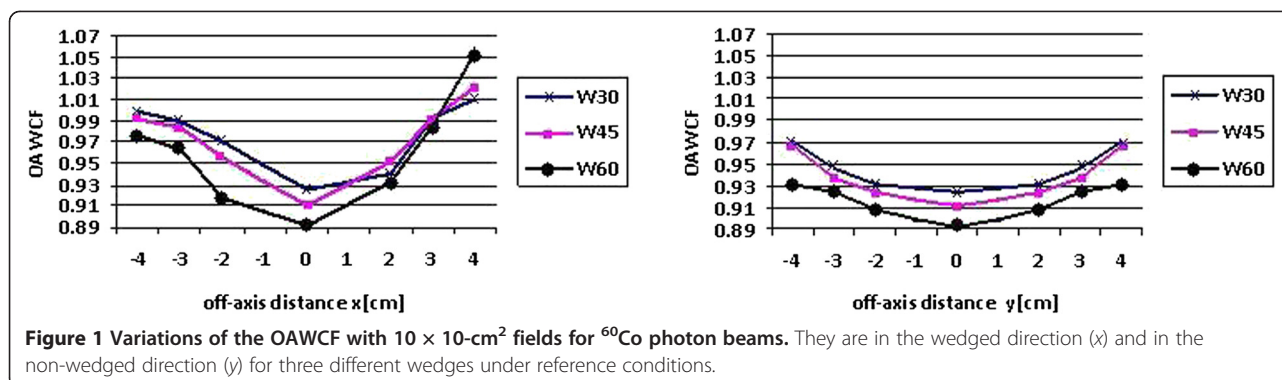 1.07
1.05
1.03
1.01
0.99
0.97
0.95
0.93
0.91
0.89
OAWCF
-4 -3 -2 -1 0 1 2 3 4
off-axis distance x[cm]
W30
W45
W60
1.07
1.05
1.03
1.01
0.99
0.97
0.95
0.93
0.91
0.89
OAWCF
-4 -3 -2 -1 0 1 2 3 4
off-axis distance y[cm]
W30
W45
W60
Figure 1 Variations of the OAWCF with 10 × 10-cm² fields for ⁶⁰Co photon beams. They are in the wedged direction (x) and in the
non-wedged direction (y) for three different wedges under reference conditions.